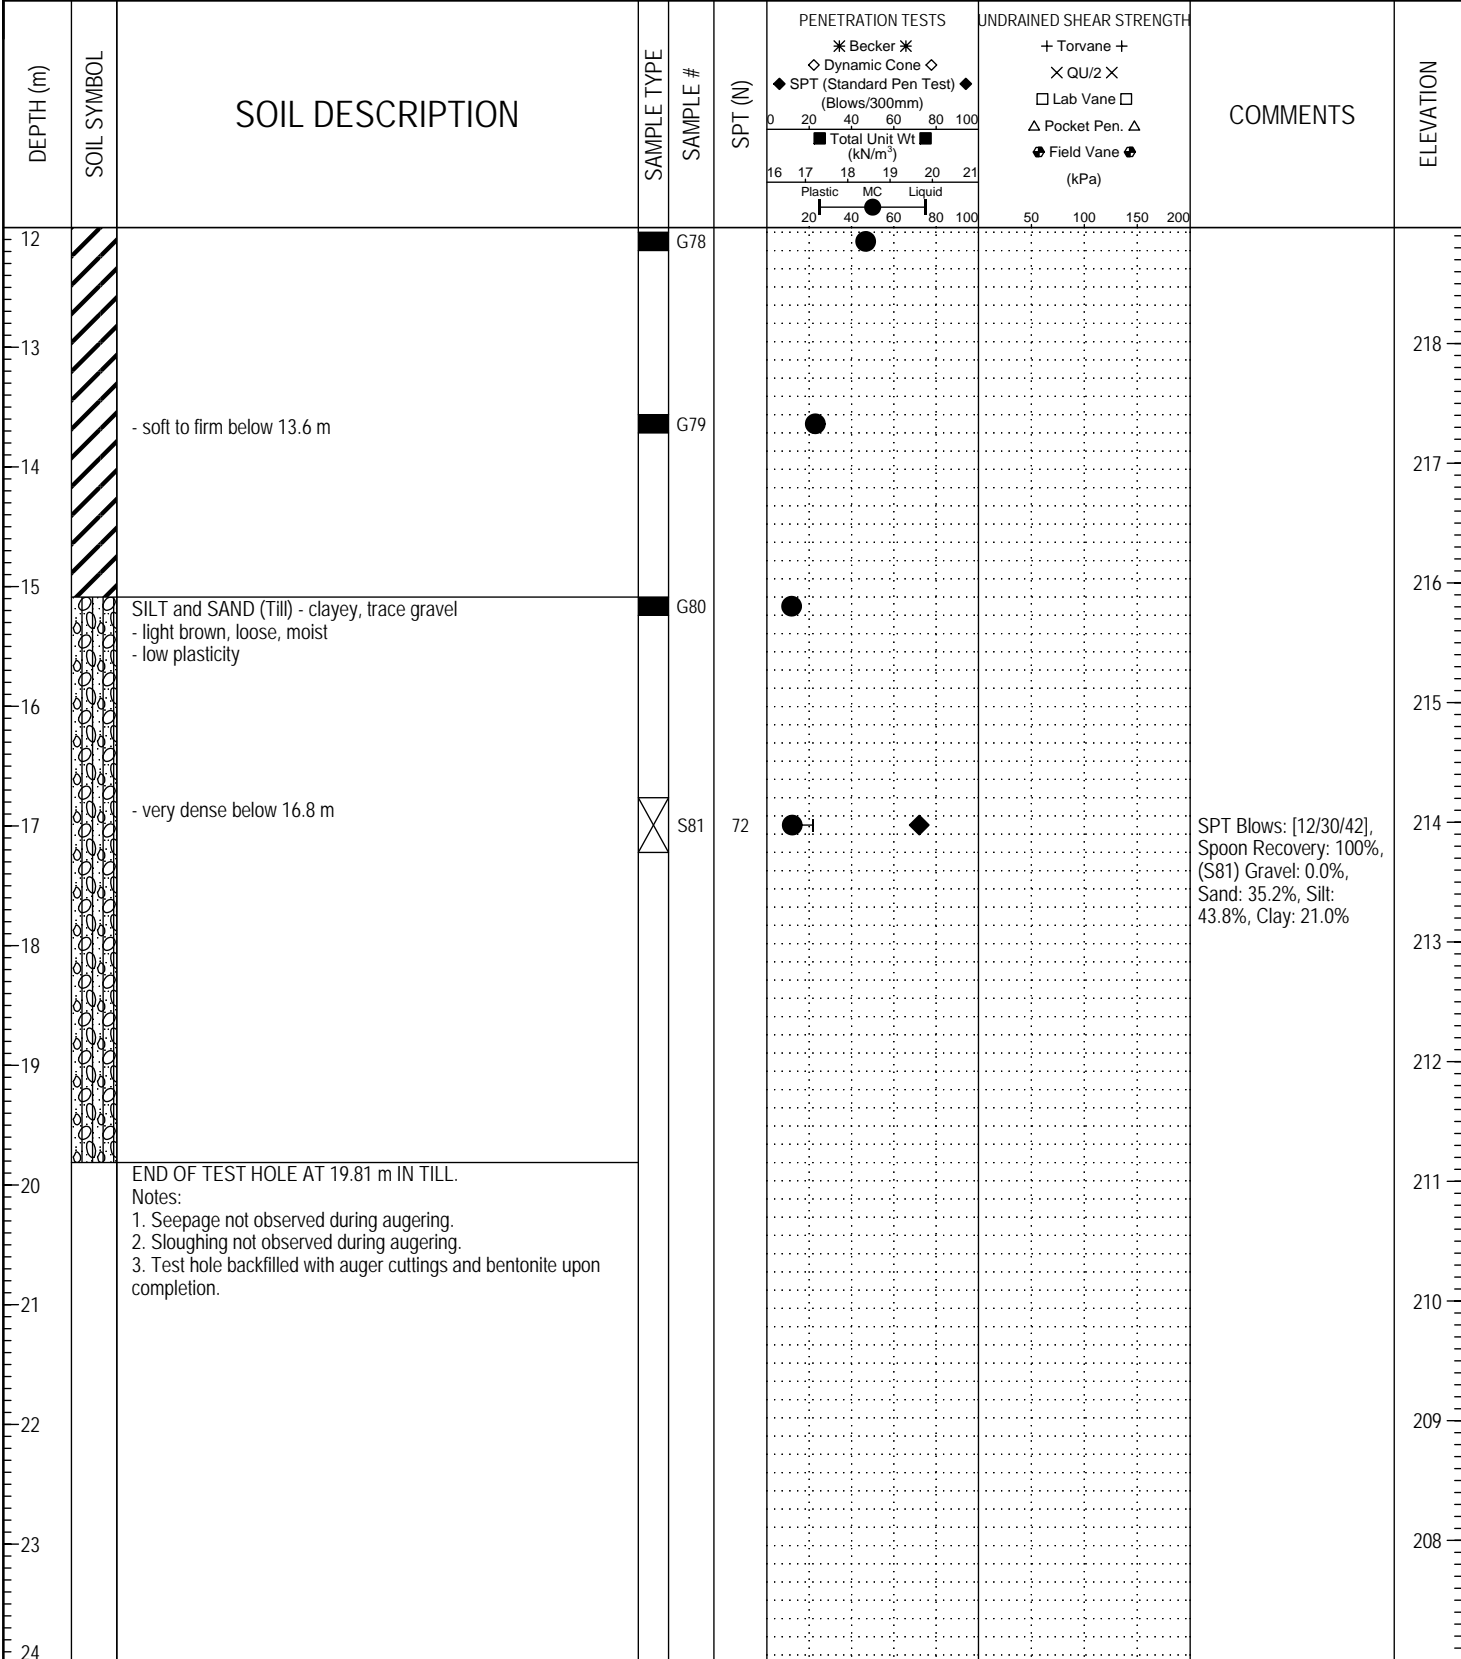 DEPTH (m)
SOIL SYMBOL
SOIL DESCRIPTION
SAMPLE TYPE
SAMPLE #
SPT (N)
PENETRATION TESTS
Becker
Dynamic Cone
SPT (Standard Pen Test)
(Blows/300mm)
0 20 40 60 80 100
Total Unit Wt
(kN/m³)
16 17 18 19 20 21
Plastic MC Liquid
20 40 60 80 100
UNDRAINED SHEAR STRENGTH
+ Torvane +
× QU/2 ×
□ Lab Vane □
△ Pocket Pen. △
Field Vane
(kPa)
50 100 150 200
COMMENTS
ELEVATION
12
G78
13
218
- soft to firm below 13.6 m
G79
14
217
15
216
SILT and SAND (Till) - clayey, trace gravel
G80
- light brown, loose, moist
- low plasticity
16
215
- very dense below 16.8 m
17
S81
72
SPT Blows: [12/30/42],
Spoon Recovery: 100%,
(S81) Gravel: 0.0%,
Sand: 35.2%, Silt:
43.8%, Clay: 21.0%
214
18
213
19
212
END OF TEST HOLE AT 19.81 m IN TILL.
20
211
Notes:
1. Seepage not observed during augering.
2. Sloughing not observed during augering.
3. Test hole backfilled with auger cuttings and bentonite upon
completion.
21
210
22
209
23
208
24